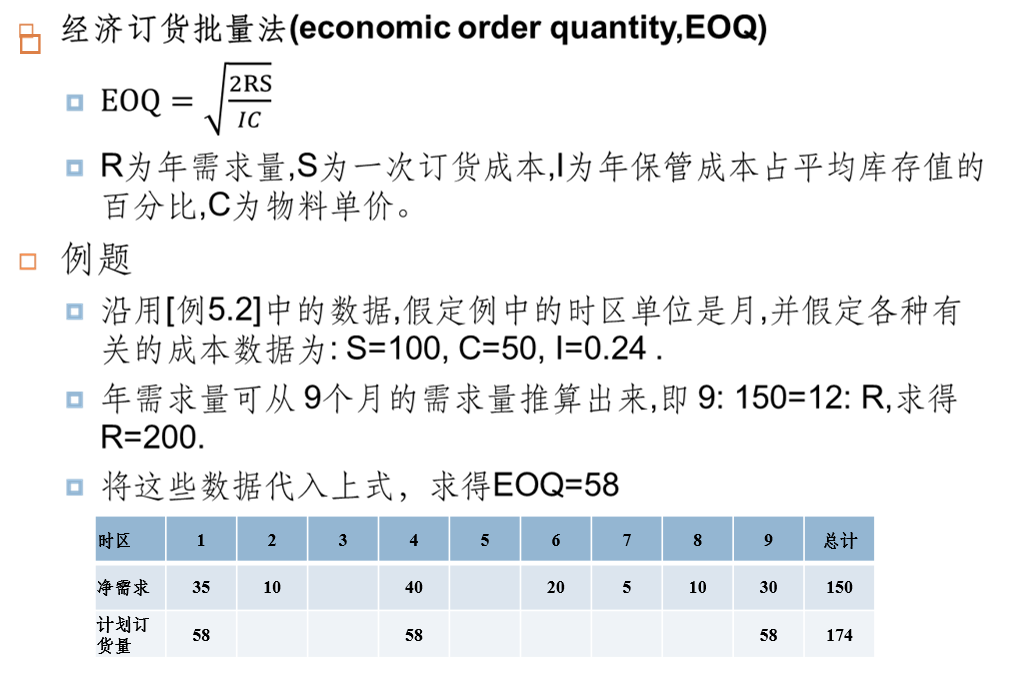 经济订货批量法(economic order quantity,EOQ)
EOQ = √(2RS/IC)
R为年需求量,S为一次订货成本,I为年保管成本占平均库存值的
百分比,C为物料单价。
例题
沿用[例5.2]中的数据,假定例中的时区单位是月,并假定各种有
关的成本数据为: S=100, C=50, I=0.24 .
年需求量可从 9个月的需求量推算出来,即 9: 150=12: R,求得
R=200.
将这些数据代入上式，求得EOQ=58
时区 1 2 3 4 5 6 7 8 9 总计
净需求 35 10 40 20 5 10 30 150
计划订
货量 58 58 58 174